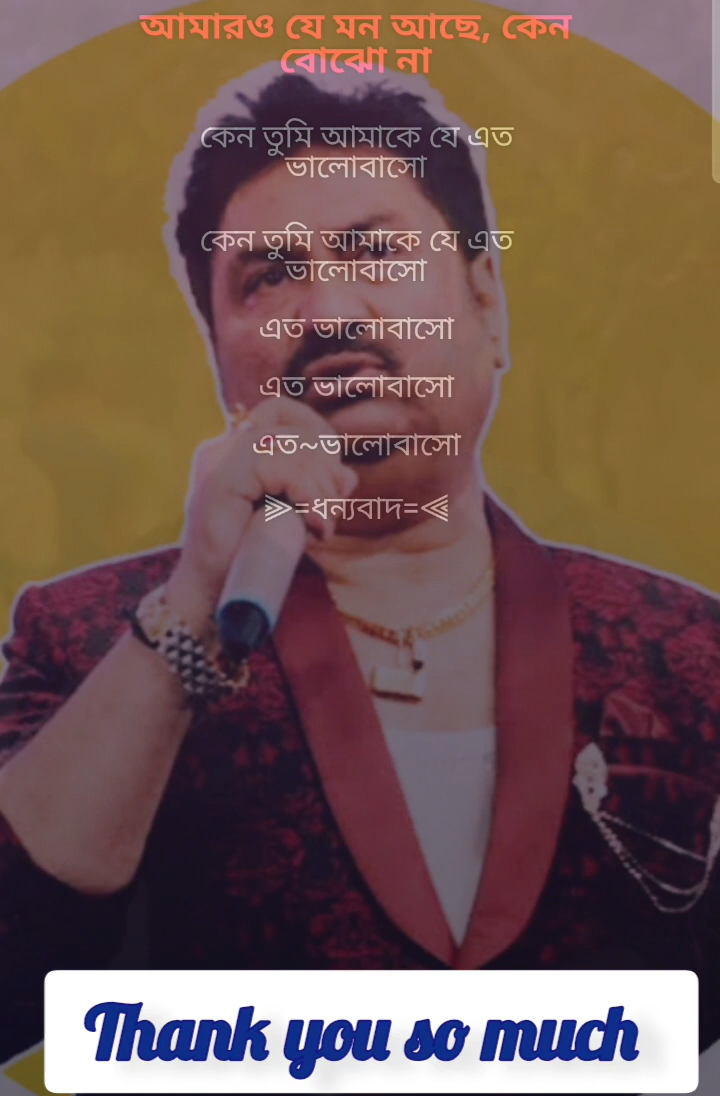 আমারও যে মন আছে, কেন
বোঝো না
কেন তুমি আমাকে যে এত
ভালোবাসো
কেন তুমি আমাকে যে এত
ভালোবাসো
এত ভালোবাসো
এত ভালোবাসো
এত~ভালোবাসো
⪢=ধন্যবাদ=⪡
Thank you so much